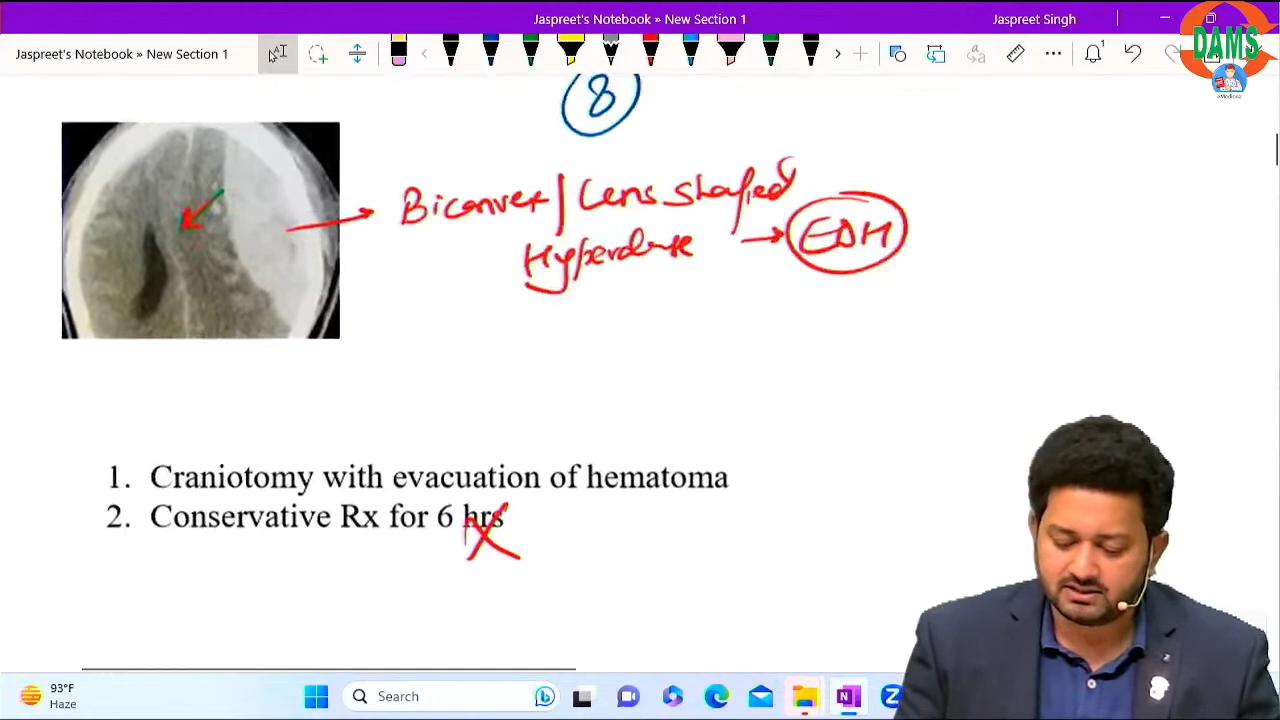 Jaspreet's Notebook » New Section 1
Jaspreet Singh
Jaspreet's Notebook » New Section 1
DAMS
eMedicoz
8
Biconvex/Lens shaped
Hyperdense → EDH
1. Craniotomy with evacuation of hematoma
2. Conservative Rx for 6 hrs
93°F
Haze
Search